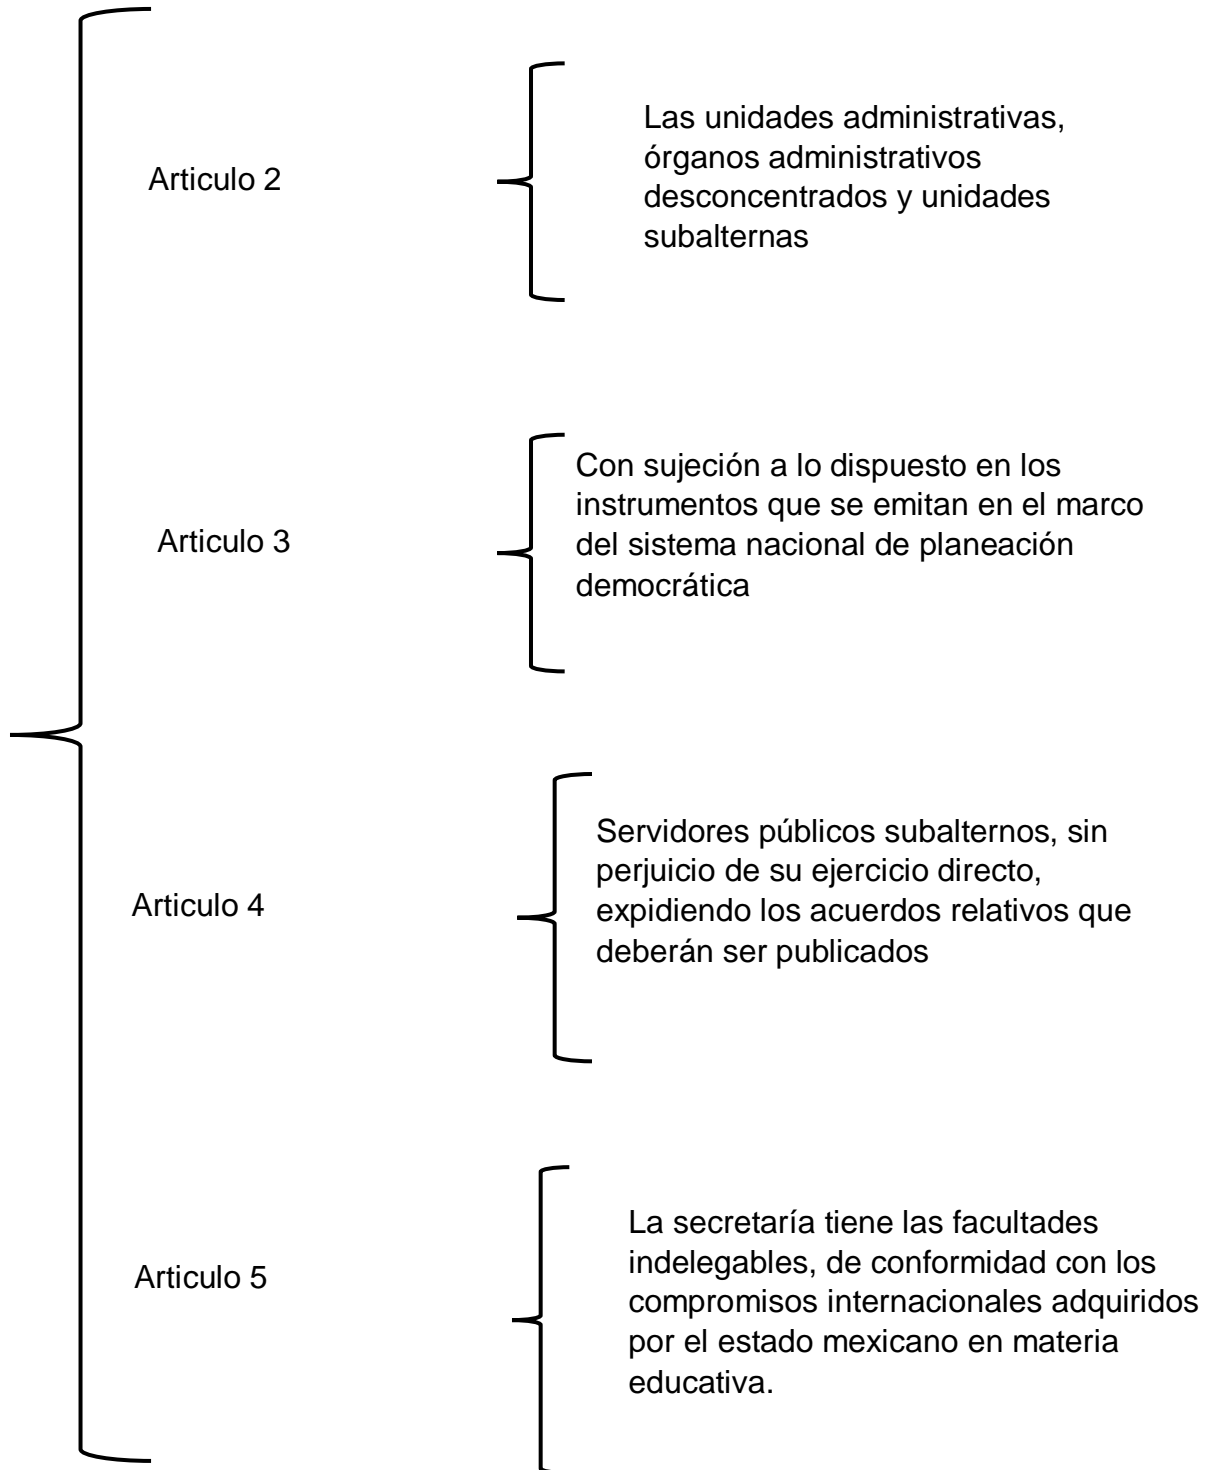 Articulo 2
Las unidades administrativas,
órganos administrativos
desconcentrados y unidades
subalternas
Articulo 3
Con sujeción a lo dispuesto en los
instrumentos que se emitan en el marco
del sistema nacional de planeación
democrática
Articulo 4
Servidores públicos subalternos, sin
perjuicio de su ejercicio directo,
expidiendo los acuerdos relativos que
deberán ser publicados
Articulo 5
La secretaría tiene las facultades
indelegables, de conformidad con los
compromisos internacionales adquiridos
por el estado mexicano en materia
educativa.